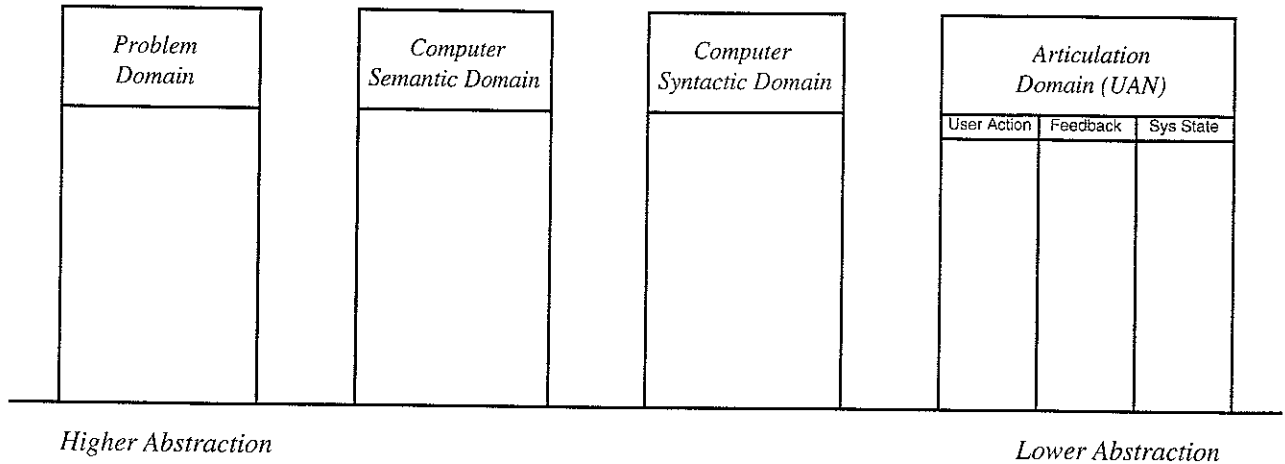 Problem
Domain
Computer
Semantic Domain
Computer
Syntactic Domain
Articulation
Domain (UAN)
User Action
Feedback
Sys State
Higher Abstraction
Lower Abstraction